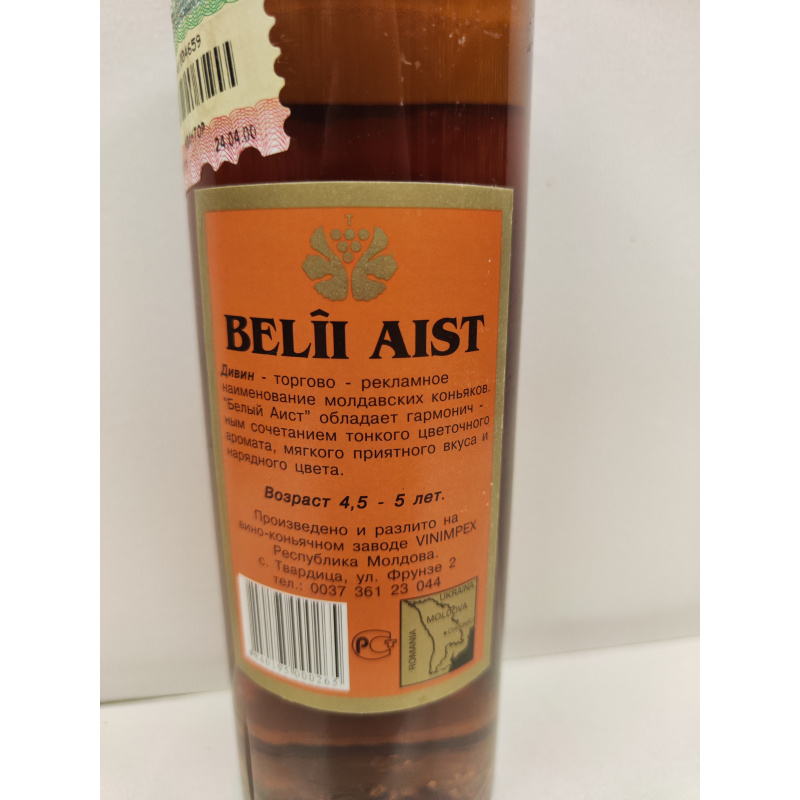 04659
24.04.00
BELÎI AIST
Дивин - торгово - рекламное
наименование молдавских коньяков.
"Белый Аист" обладает гармонич -
ным сочетанием тонкого цветочного
аромата, мягкого приятного вкуса и
нарядного цвета.
Возраст 4,5 - 5 лет.
Произведено и разлито на
вино-коньячном заводе VINIMPEX
Республика Молдова.
с. Твардица, ул. Фрунзе 2
тел.: 0037 361 23 044
UKRAINA
MOLDOVA
ROMANIA
РСТ